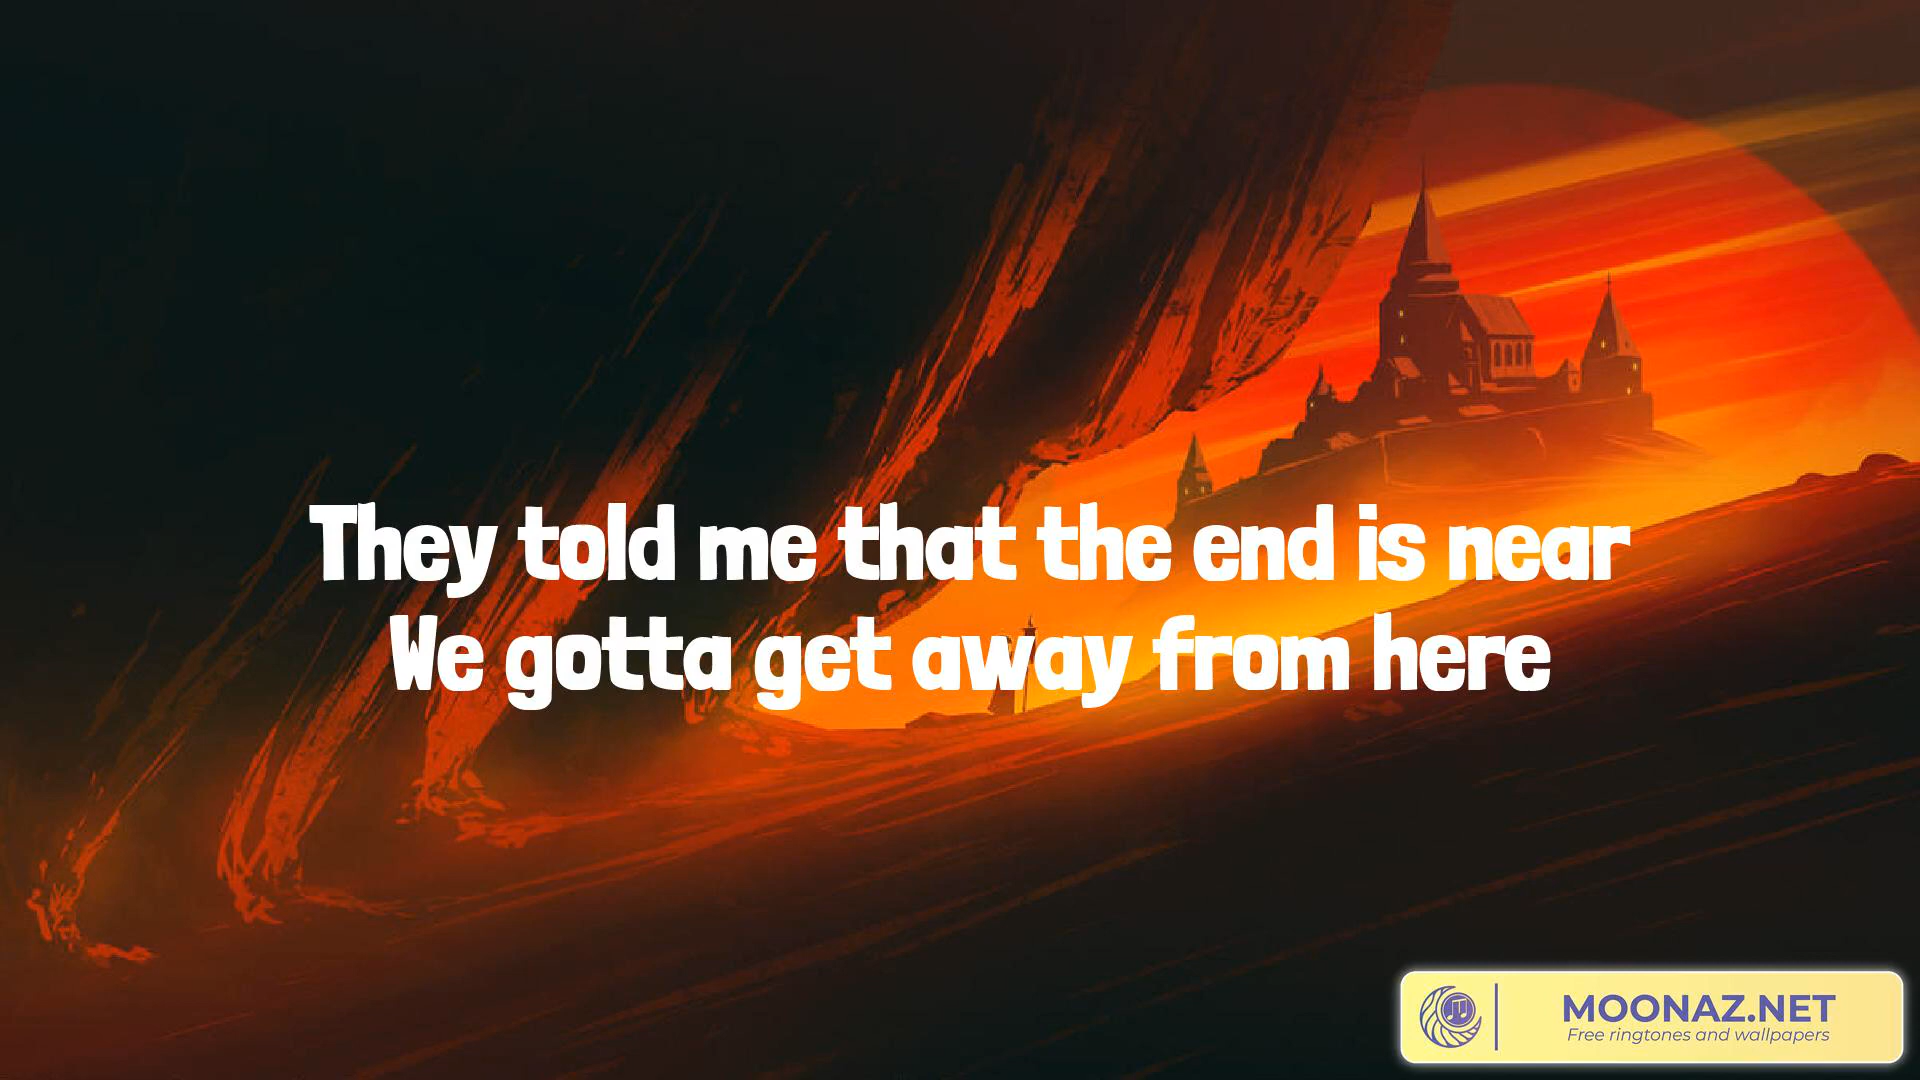 They told me that the end is near
We gotta get away from here
MOONAZ.NET
Free ringtones and wallpapers